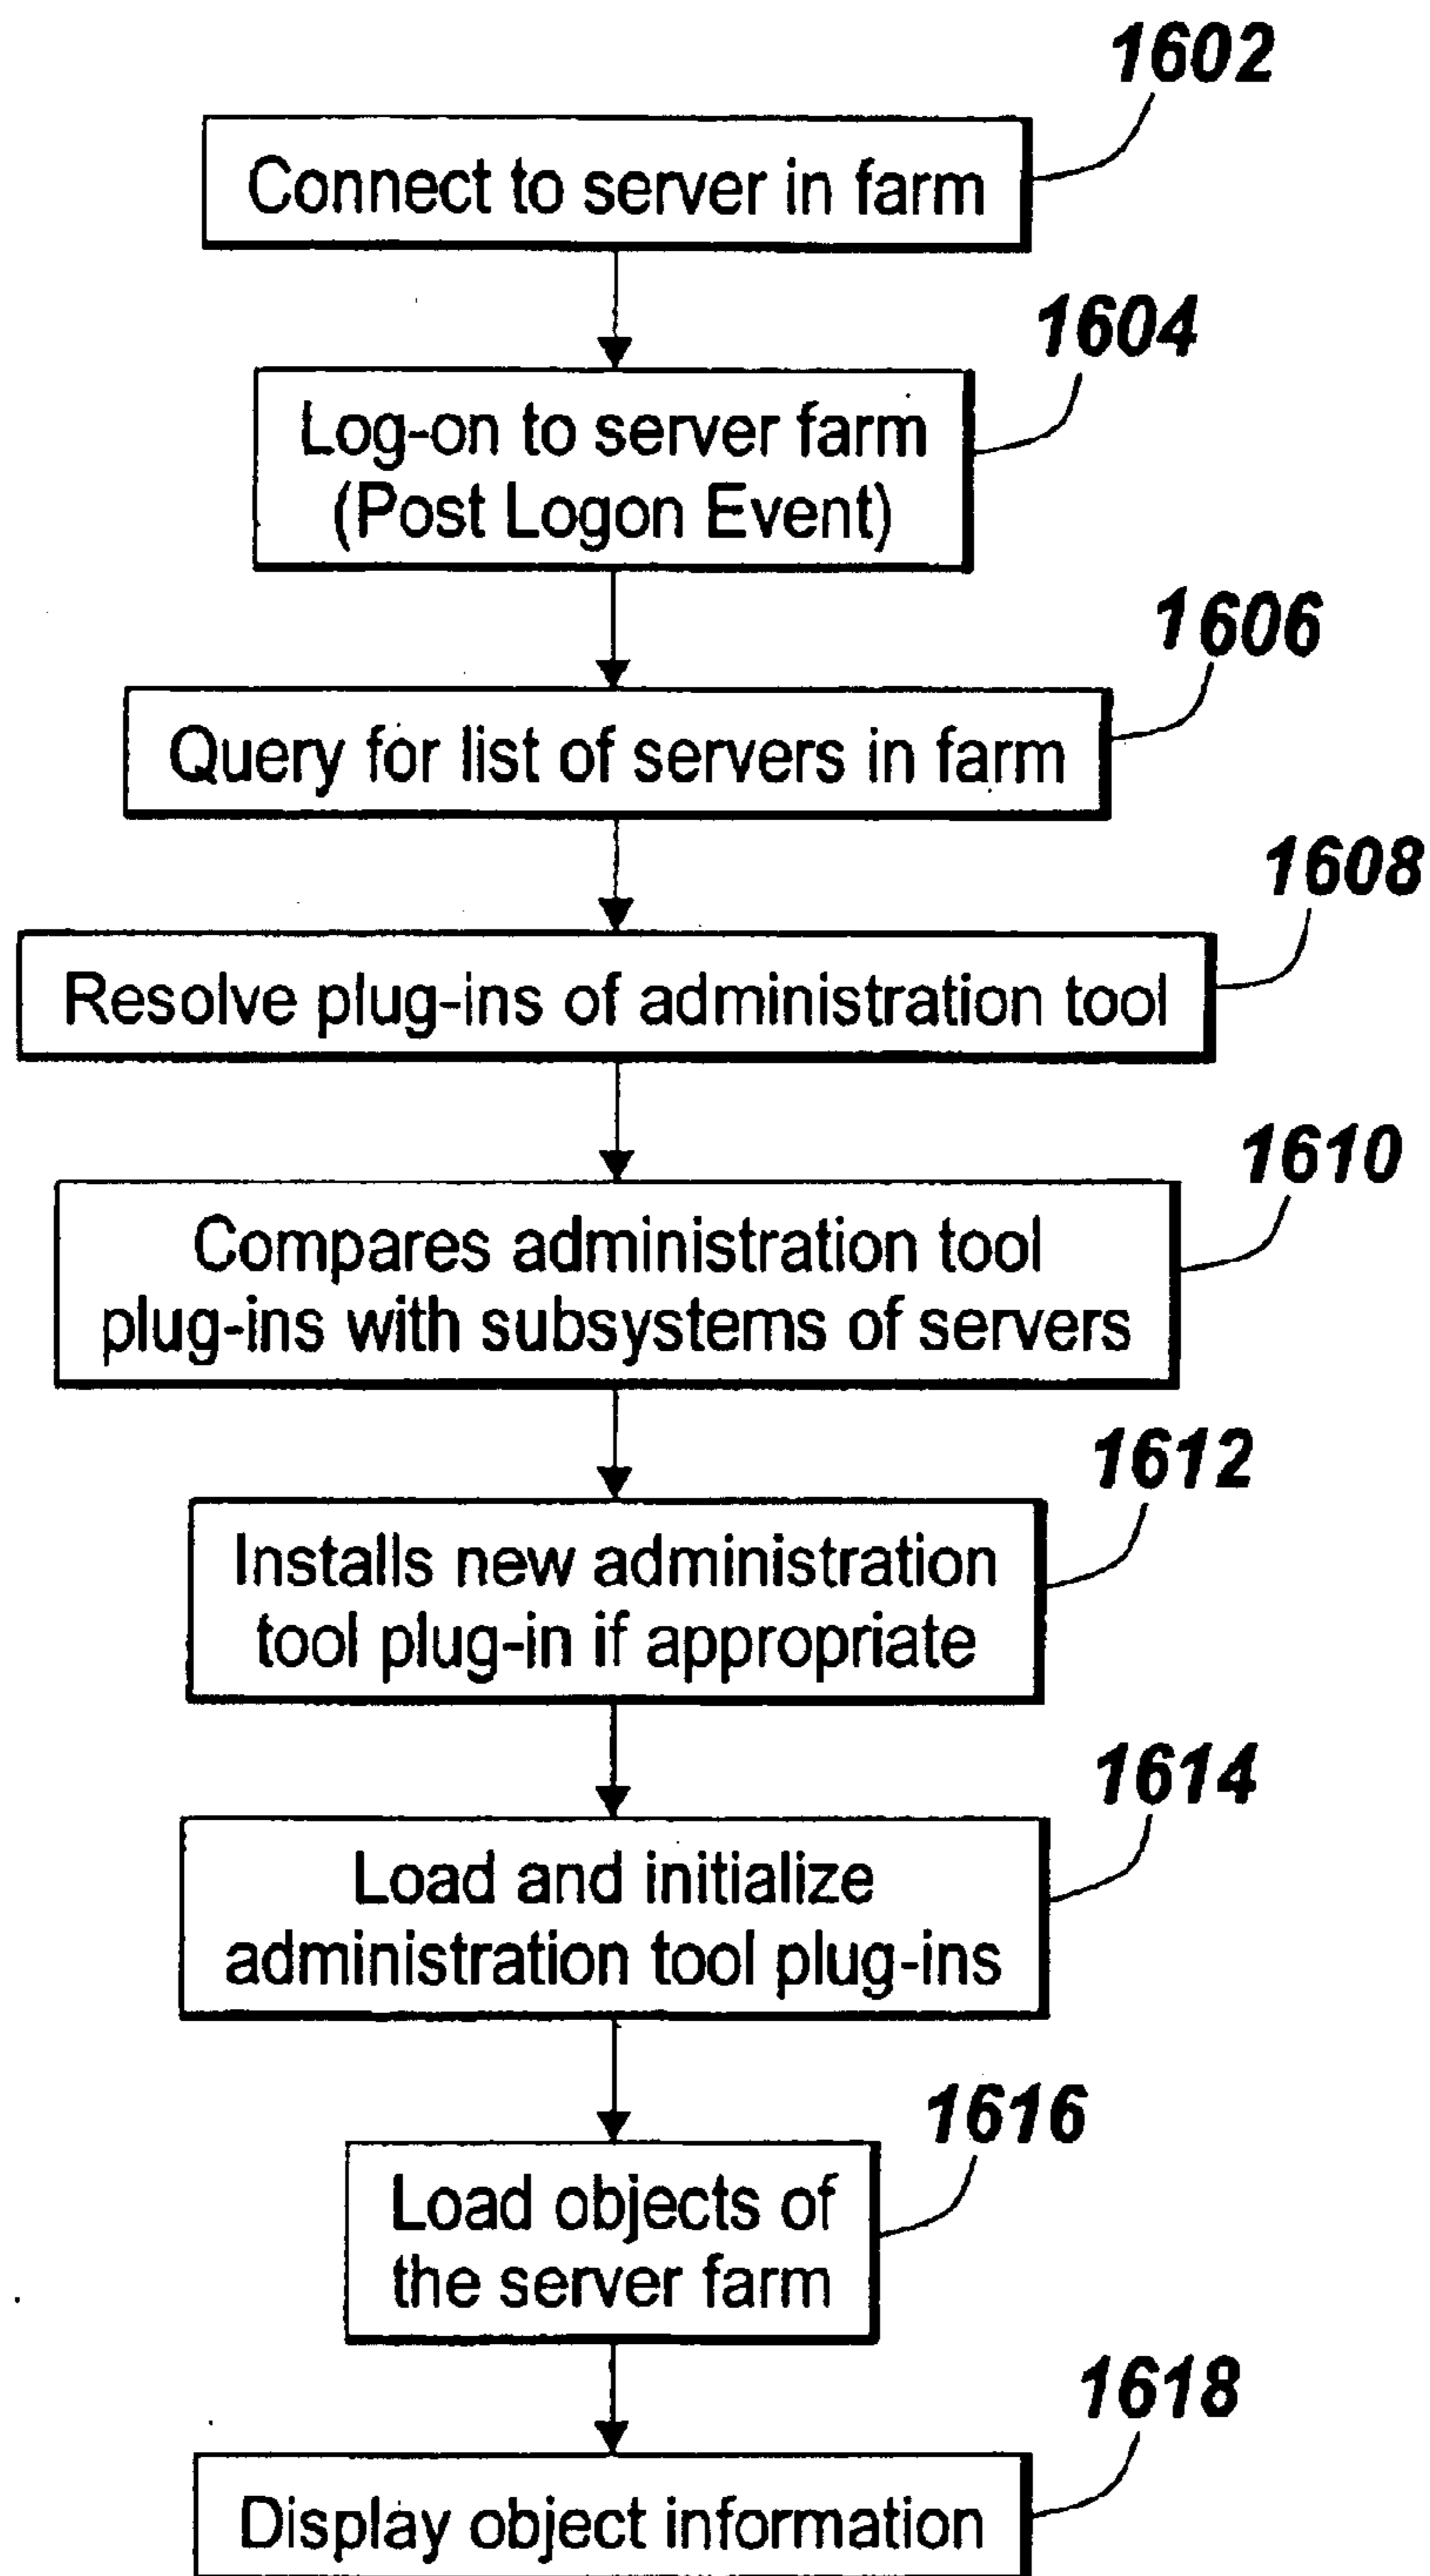 1602
Connect to server in farm
1604
Log-on to server farm
(Post Logon Event)
1606
Query for list of servers in farm
1608
Resolve plug-ins of administration tool
1610
Compares administration tool
plug-ins with subsystems of servers
1612
Installs new administration
tool plug-in if appropriate
1614
Load and initialize
administration tool plug-ins
1616
Load objects of
the server farm
1618
Display object information